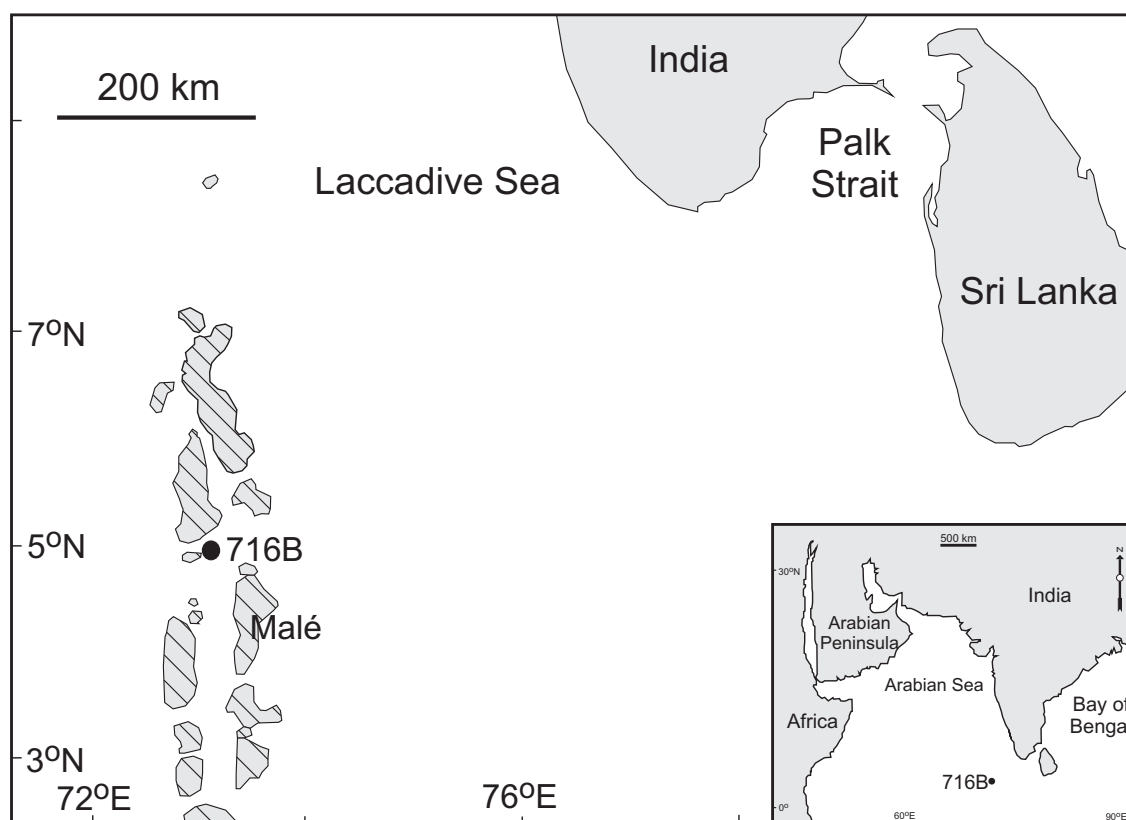 India
200 km
Palk
Strait
Laccadive Sea
Sri Lanka
7ºN
5ºN
716B
Malé
3ºN
72ºE
76ºE
500 km
N
30ºN
India
Arabian
Peninsula
Arabian Sea
Africa
Bay of
Benga
716B
0º
60ºE
90ºE